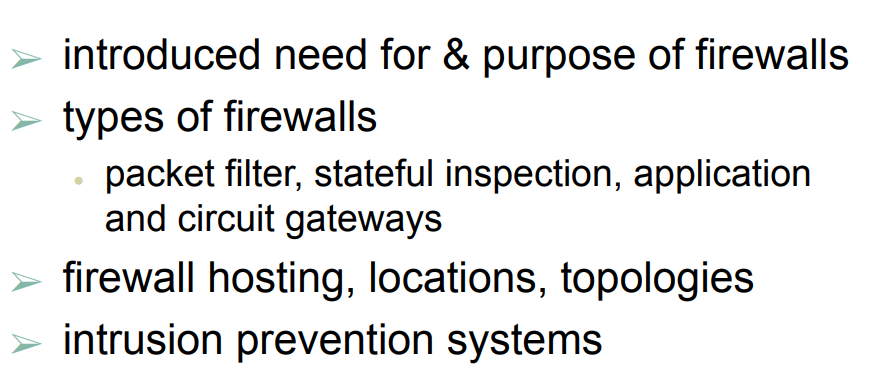 introduced need for & purpose of firewalls
types of firewalls
packet filter, stateful inspection, application
and circuit gateways
firewall hosting, locations, topologies
intrusion prevention systems